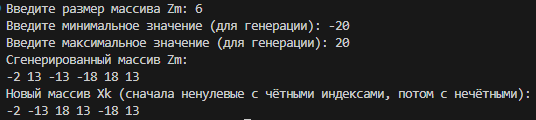 Введите размер массива Zm: 6
Введите минимальное значение (для генерации): -20
Введите максимальное значение (для генерации): 20
Сгенерированный массив Zm:
-2 13 -13 -18 18 13
Новый массив Xk (сначала ненулевые с чётными индексами, потом с нечётными):
-2 -13 18 13 -18 13